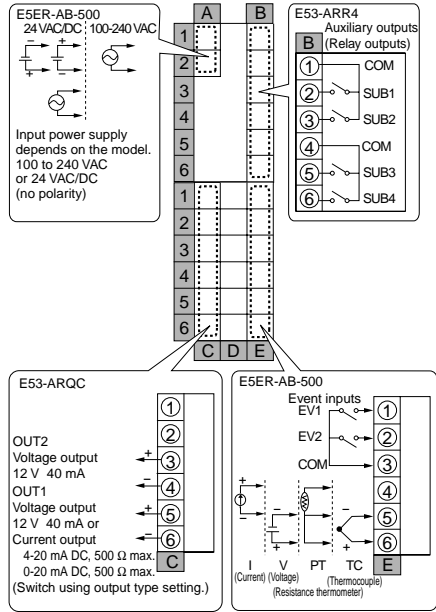 E5ER-AB-500
24 VAC/DC 100-240 VAC
− + −
+ − +
Input power supply
depends on the model.
100 to 240 VAC
or 24 VAC/DC
(no polarity)
A B
1
2
3
4
5
6
1
2
3
4
5
6
C D E
E53-ARR4
Auxiliary outputs
(Relay outputs)
B
1 COM
2 SUB1
3 SUB2
4 COM
5 SUB3
6 SUB4
E53-ARQC
1
2
3
4
5
6
C
OUT2
Voltage output
12 V 40 mA
+
−
OUT1
Voltage output
12 V 40 mA or
Current output
+
−
4-20 mA DC, 500 Ω max.
0-20 mA DC, 500 Ω max.
(Switch using output type setting.)
E5ER-AB-500
Event inputs
EV1
EV2
COM
1
2
3
4
5
6
E
+ −
− +
− +
I V PT TC
(Current) (Voltage) (Thermocouple)
(Resistance thermometer)